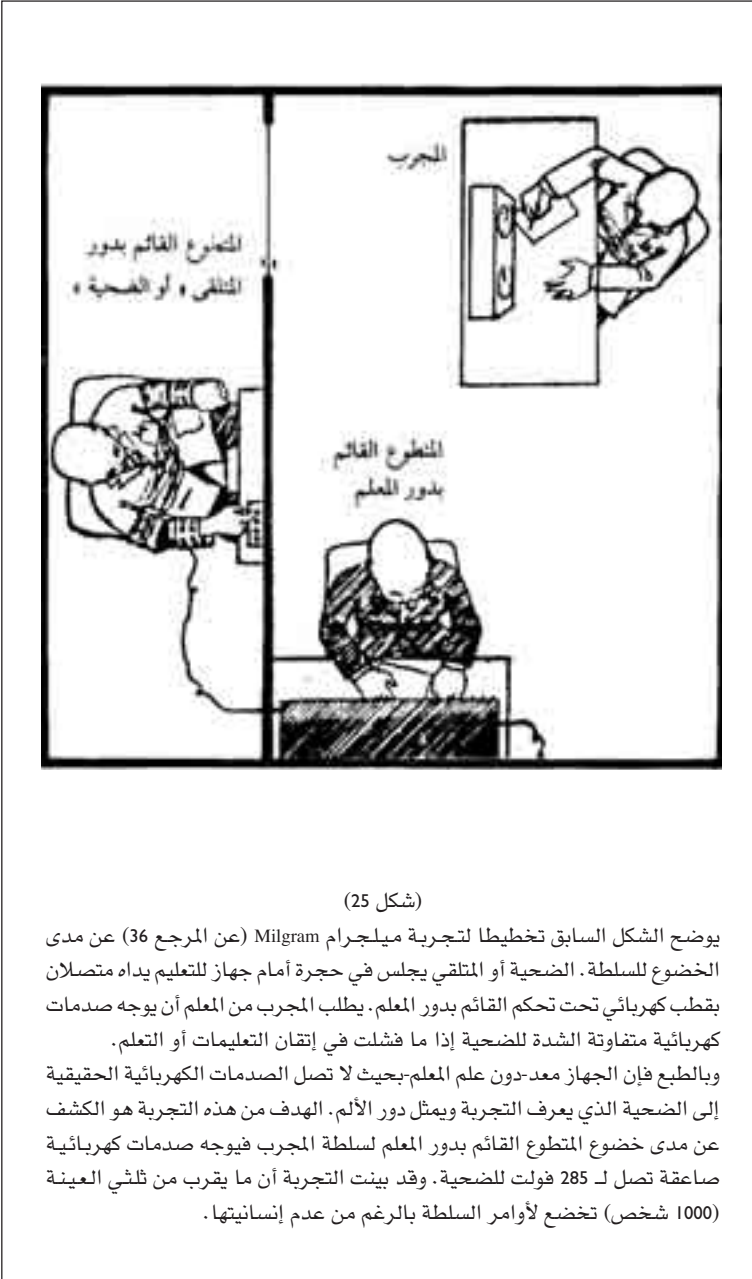 المجرب
المتطوع القائم بدور
المتلقى « أو الضحية »
المتطوع القائم
بدور المعلم
(شكل 25)
يوضح الشكل السابق تخطيطا لتجربة ميلجرام Milgram (عن المرجع 36) عن مدى
الخضوع للسلطة. الضحية أو المتلقي يجلس في حجرة أمام جهاز للتعليم يداه متصلان
بقطب كهربائي تحت تحكم القائم بدور المعلم. يطلب المجرب من المعلم أن يوجه صدمات
كهربائية متفاوتة الشدة للضحية إذا ما فشلت في إتقان التعليمات أو التعلم.
وبالطبع فإن الجهاز معد-دون علم المعلم-بحيث لا تصل الصدمات الكهربائية الحقيقية
إلى الضحية الذي يعرف التجربة ويمثل دور الألم. الهدف من هذه التجربة هو الكشف
عن مدى خضوع المتطوع القائم بدور المعلم لسلطة المجرب فيوجه صدمات كهربائية
صاعقة تصل لـ 285 فولت للضحية. وقد بينت التجربة أن ما يقرب من ثلثي العينة
(1000 شخص) تخضع لأوامر السلطة بالرغم من عدم إنسانيتها.